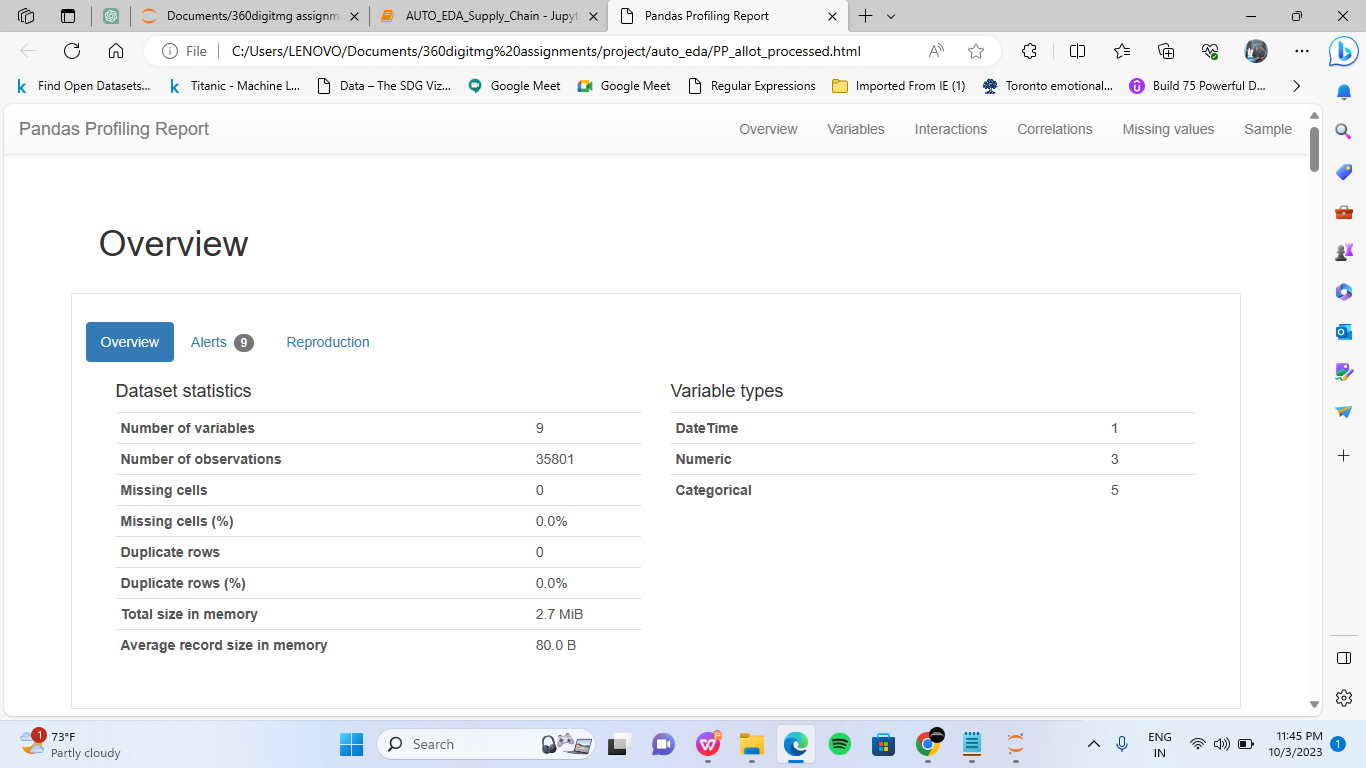 Documents/360digitmg assignm
AUTO_EDA_Supply_Chain - Jupyt
Pandas Profiling Report
File
C:/Users/LENOVO/Documents/360digitmg%20assignments/project/auto_eda/PP_allot_processed.html
Find Open Datasets...
Titanic - Machine L...
Data – The SDG Viz...
Google Meet
Google Meet
Regular Expressions
Imported From IE (1)
Toronto emotional...
Build 75 Powerful D...
Pandas Profiling Report
Overview
Variables
Interactions
Correlations
Missing values
Sample
Overview
Overview
Alerts 9
Reproduction
Dataset statistics
Number of variables 9
Number of observations 35801
Missing cells 0
Missing cells (%) 0.0%
Duplicate rows 0
Duplicate rows (%) 0.0%
Total size in memory 2.7 MiB
Average record size in memory 80.0 B
Variable types
DateTime 1
Numeric 3
Categorical 5
1
73°F
Partly cloudy
Search
ENG
IN
11:45 PM
10/3/2023
1